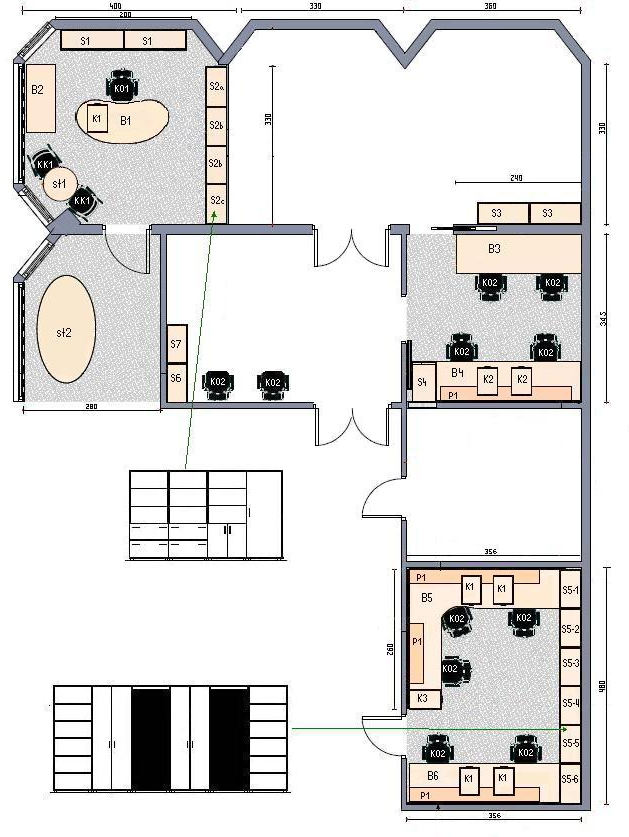 400
200
330
360
S1
S1
B2
K01
K1
B1
S2a
S2b
S2b
S2c
KK1
st1
KK1
330
240
330
S3
S3
B3
K02
K02
345
st2
S7
S6
K02
K02
K02
K02
B4
K2
K2
S4
P1
280
356
P1
K1
K1
B5
K02
K02
S5-1
S5-2
P1
260
K02
S5-3
K3
S5-4
480
K02
K02
S5-5
B6
K1
K1
S5-6
P1
356